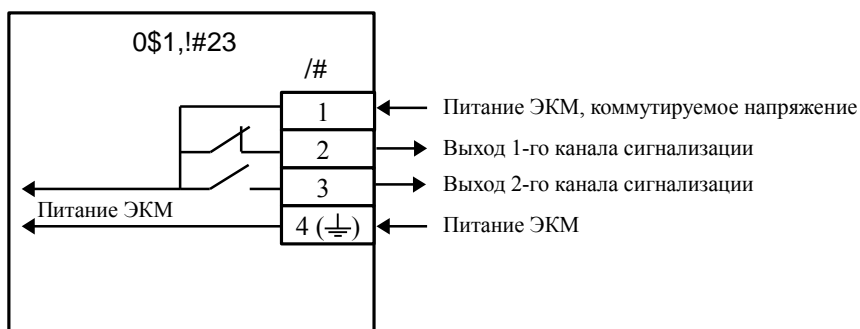 0$1,!#23
/#
1
Питание ЭКМ, коммутируемое напряжение
2
Выход 1-го канала сигнализации
3
Выход 2-го канала сигнализации
Питание ЭКМ
4 (⏚)
Питание ЭКМ